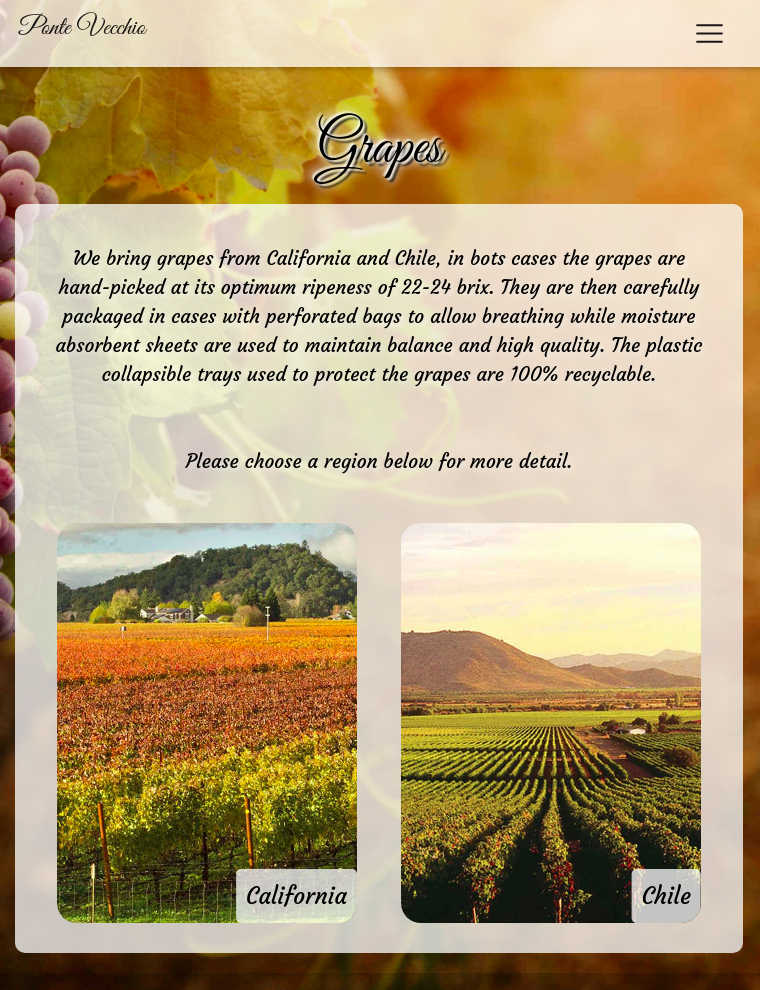 Ponte Vecchio
Grapes
We bring grapes from California and Chile, in bots cases the grapes are
hand-picked at its optimum ripeness of 22-24 brix. They are then carefully
packaged in cases with perforated bags to allow breathing while moisture
absorbent sheets are used to maintain balance and high quality. The plastic
collapsible trays used to protect the grapes are 100% recyclable.
Please choose a region below for more detail.
California
Chile